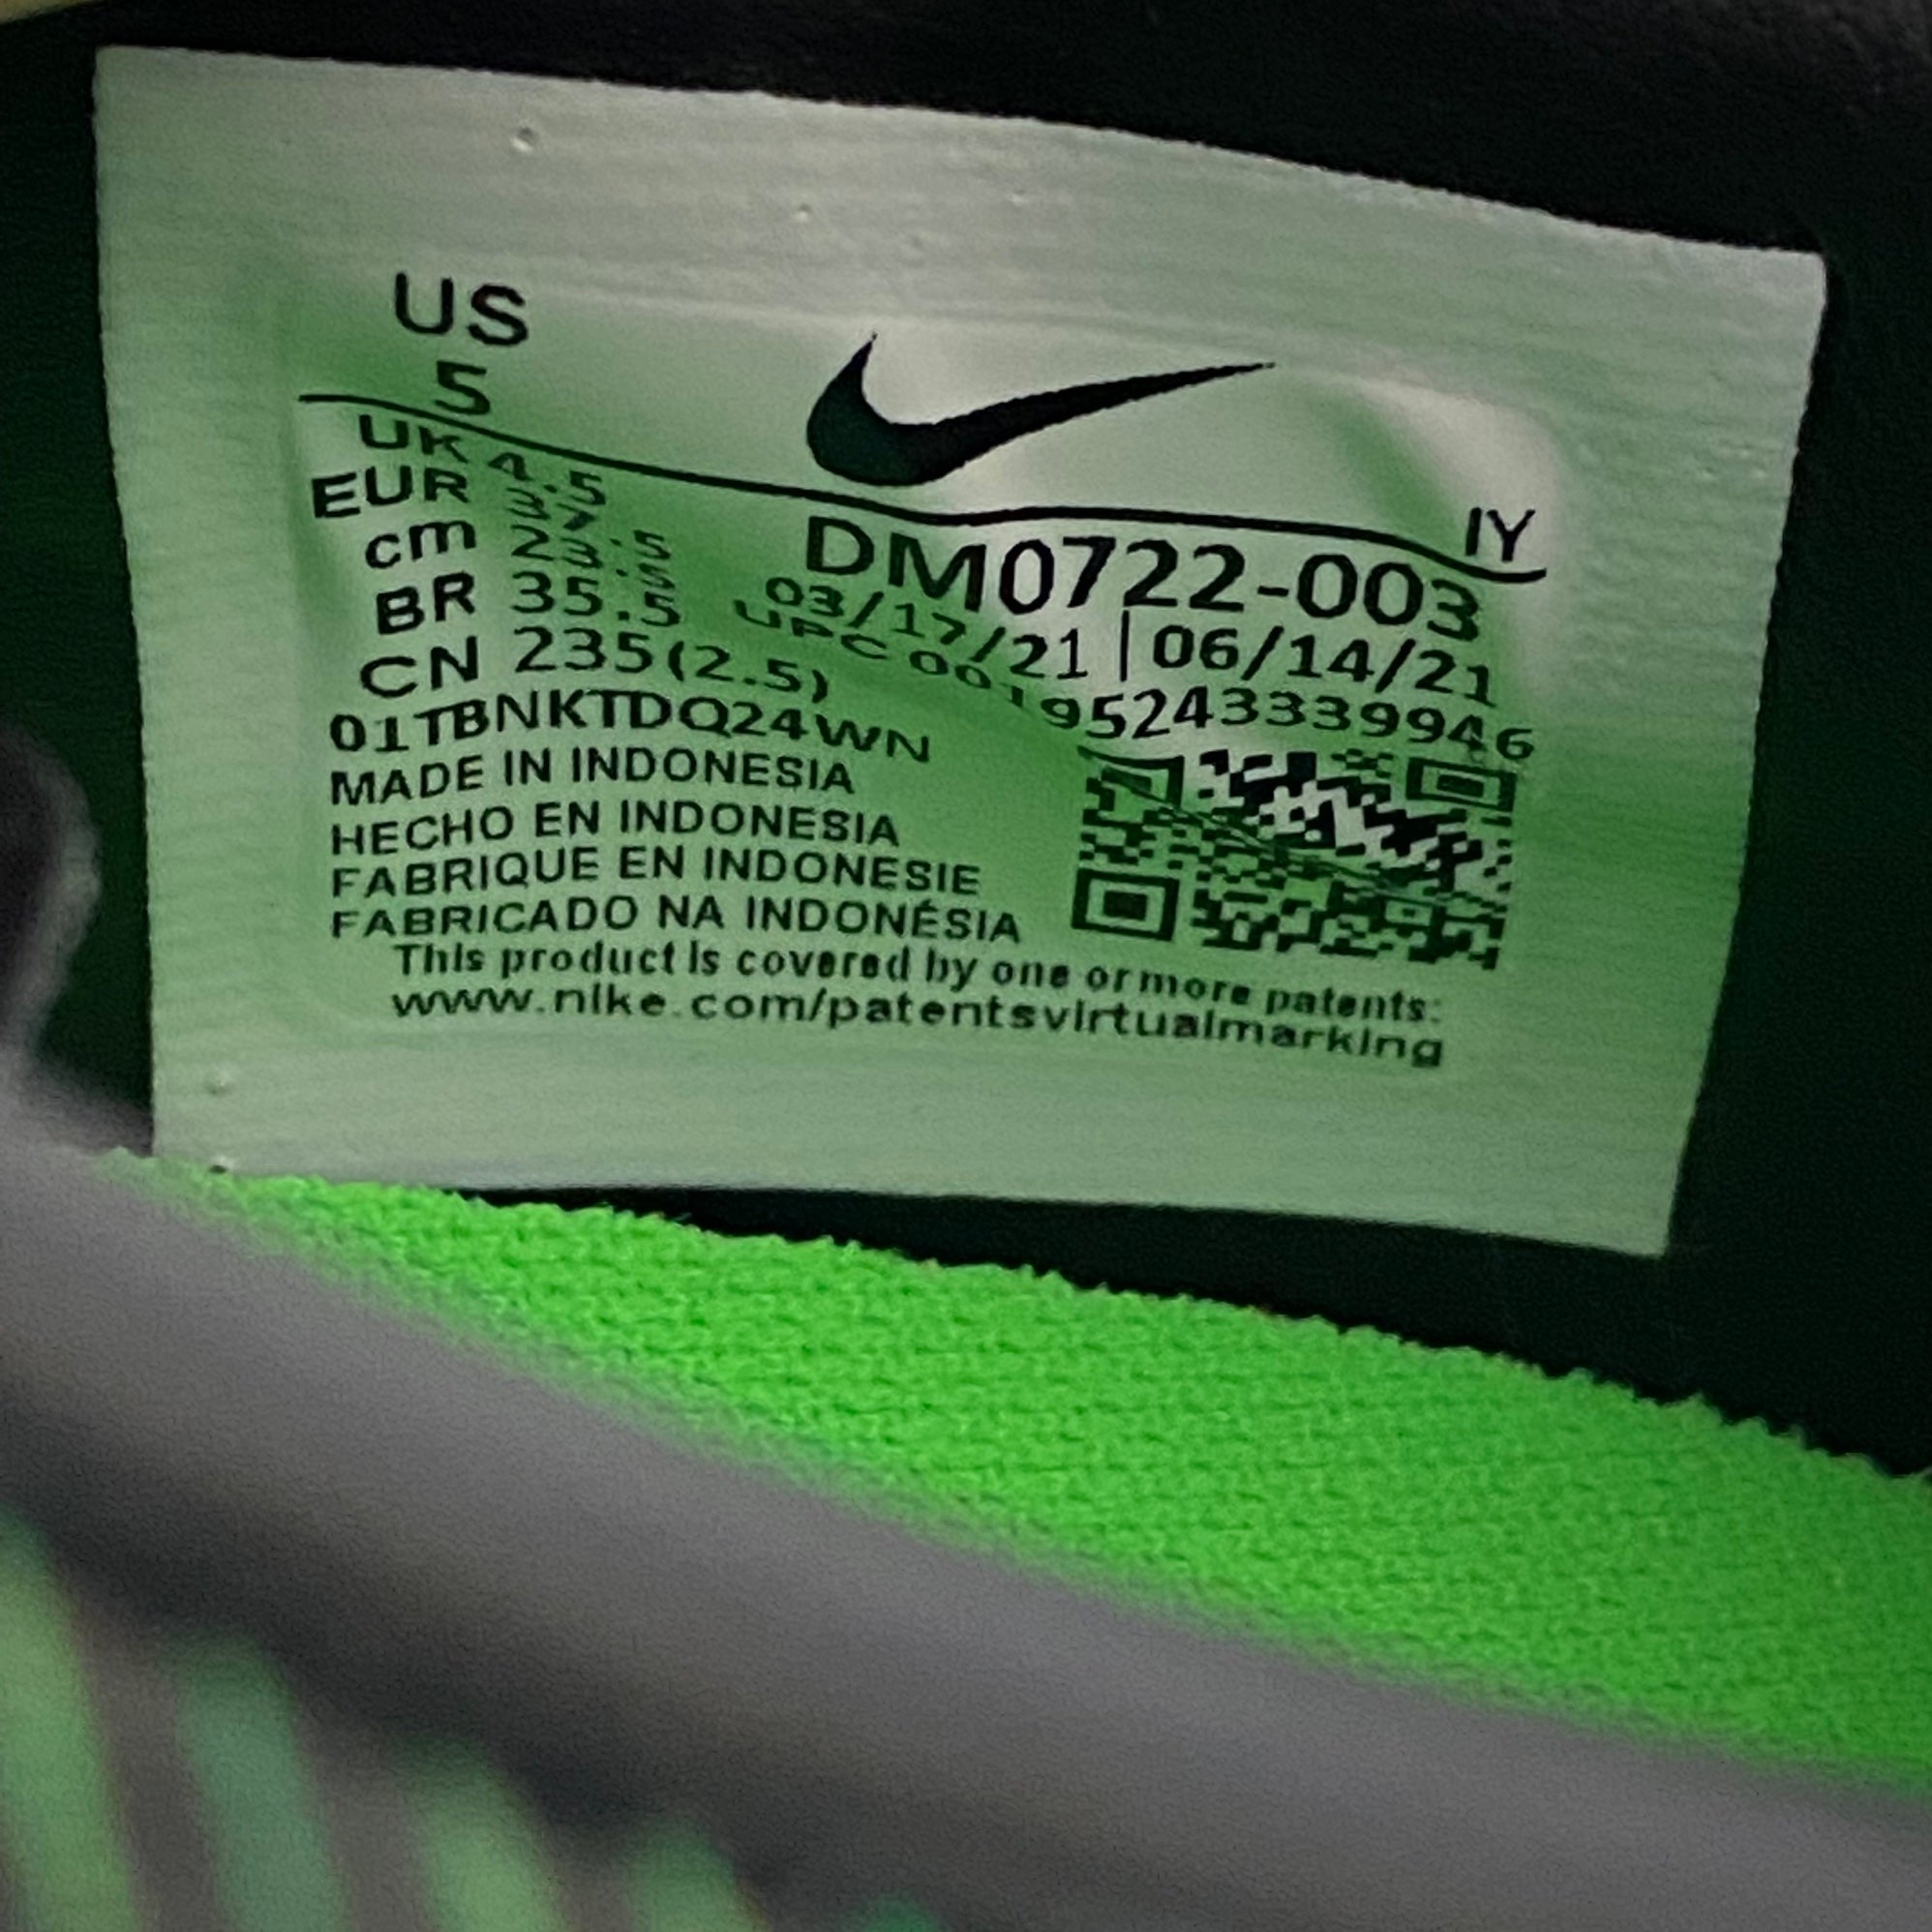 US
5
IY
UK 4.5
EUR 37.5
cm 23.5
BR 35.5
CN 235(2.5)
DM0722-003
03/17/21 | 06/14/21
UPC 00195243339946
01TBNKTDQ24WN
MADE IN INDONESIA
HECHO EN INDONESIA
FABRIQUE EN INDONESIE
FABRICADO NA INDONÉSIA
This product is covered by one or more patents:
www.nike.com/patentsvirtualmarking